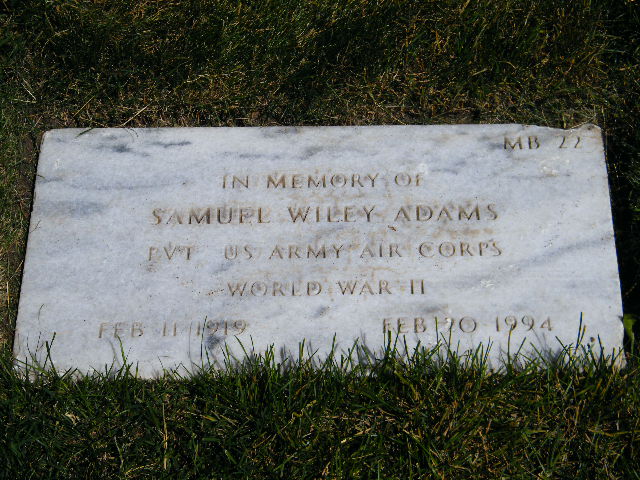 MB 22
IN MEMORY OF
SAMUEL WILEY ADAMS
PVT US ARMY AIR CORPS
WORLD WAR II
FEB 11 1919 FEB 20 1994